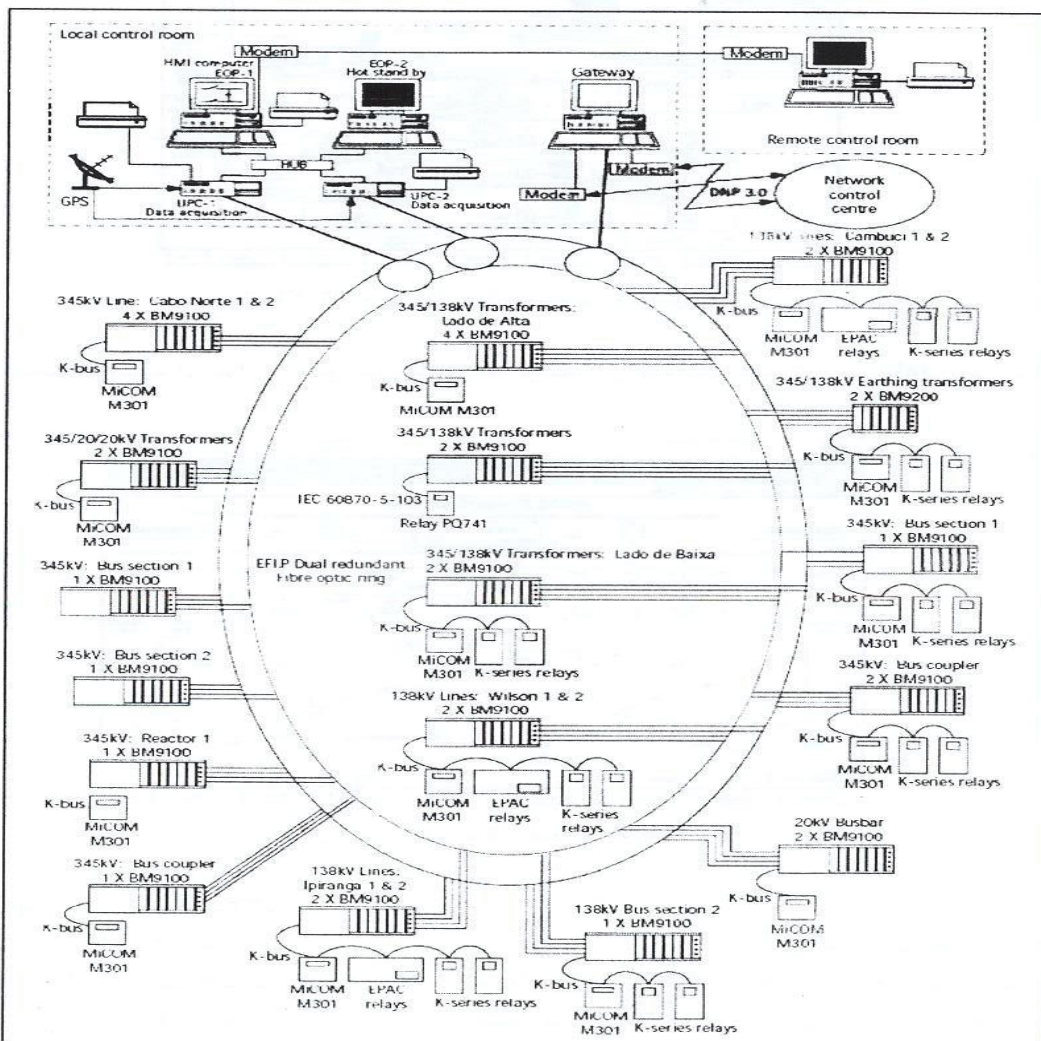 Local control room
Modem
Modem
HMI computer
EOP-1
EOP-2
Hot stand by
Gateway
Remote control room
HUB
Modem
Modem
DNP 3.0
Network
control
centre
GPS
UPC-1
Data acquisition
UPC-2
Data acquisition
138kV Lines: Cambuci 1 & 2
2 X BM9100
K-bus
MiCOM
M301
EPAC
relays
K-series relays
345kV Line: Cabo Norte 1 & 2
4 X BM9100
K-bus
MiCOM
M301
345/138kV Transformers:
Lado de Alta
4 X BM9100
K-bus
MiCOM M301
345/138kV Earthing transformers
2 X BM9200
K-bus
MiCOM
M301
K-series relays
345/20/20kV Transformers
2 X BM9100
K-bus
MiCOM
M301
345/138kV Transformers
2 X BM9100
IEC 60870-5-103
Relay PQ741
345kV: Bus section 1
1 X BM9100
K-bus
MiCOM
M301
K-series relays
345kV: Bus section 1
1 X BM9100
EFI.P Dual redundant
Fibre optic ring
345/138kV Transformers: Lado de Baixa
2 X BM9100
K-bus
MiCOM
M301
K-series relays
345kV: Bus section 2
1 X BM9100
345kV: Bus coupler
2 X BM9100
K-bus
MiCOM
M301
K-series relays
138kV Lines: Wilson 1 & 2
2 X BM9100
K-bus
MiCOM
M301
EPAC
relays
K-series
relays
345kV: Reactor 1
1 X BM9100
K-bus
MiCOM
M301
20kV Busbar
2 X BM9100
K-bus
MiCOM
M301
345kV: Bus coupler
1 X BM9100
K-bus
MiCOM
M301
138kV Lines:
Ipiranga 1 & 2
2 X BM9100
K-bus
MiCOM
M301
EPAC
relays
K-series relays
138kV Bus section 2
1 X BM9100
K-bus
MiCOM
M301
K-series relays